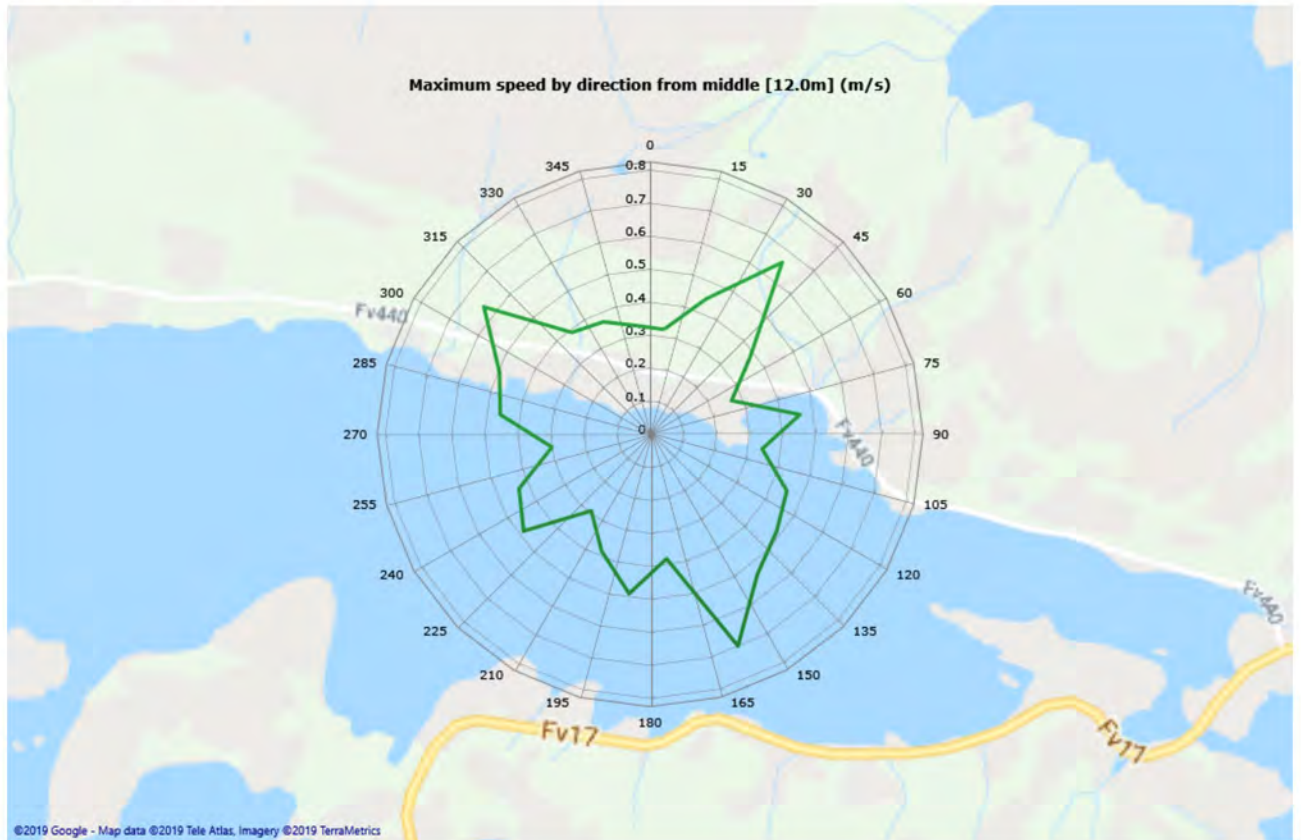 Maximum speed by direction from middle [12.0m] (m/s)
0
345 0.8 15
330 0.7 30
315 0.6 45
0.5
300 0.4 60
Fv440
0.3
285 0.2 75
0.1
270 0 90
Fv440
255 105
240 120
Fv440
225 135
210 150
195 165
180
Fv17
Fv17
©2019 Google - Map data ©2019 Tele Atlas, Imagery ©2019 TerraMetrics